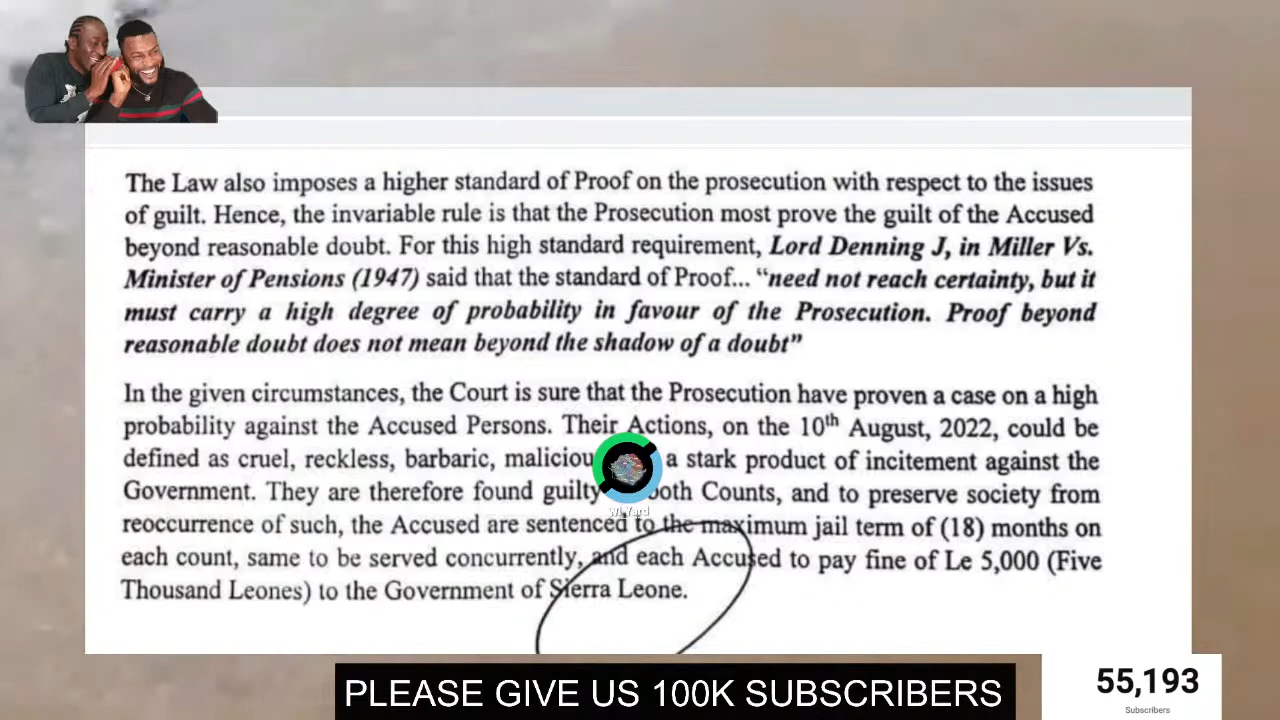 The Law also imposes a higher standard of Proof on the prosecution with respect to the issues
of guilt. Hence, the invariable rule is that the Prosecution most prove the guilt of the Accused
beyond reasonable doubt. For this high standard requirement, Lord Denning J, in Miller Vs.
Minister of Pensions (1947) said that the standard of Proof... “need not reach certainty, but it
must carry a high degree of probability in favour of the Prosecution. Proof beyond
reasonable doubt does not mean beyond the shadow of a doubt”
In the given circumstances, the Court is sure that the Prosecution have proven a case on a high
probability against the Accused Persons. Their Actions, on the 10th August, 2022, could be
defined as cruel, reckless, barbaric, maliciou a stark product of incitement against the
Government. They are therefore found guilty both Counts, and to preserve society from
reoccurrence of such, the Accused are sentenced to the maximum jail term of (18) months on
each count, same to be served concurrently, and each Accused to pay fine of Le 5,000 (Five
Thousand Leones) to the Government of Sierra Leone.
PLEASE GIVE US 100K SUBSCRIBERS
55,193
Subscribers